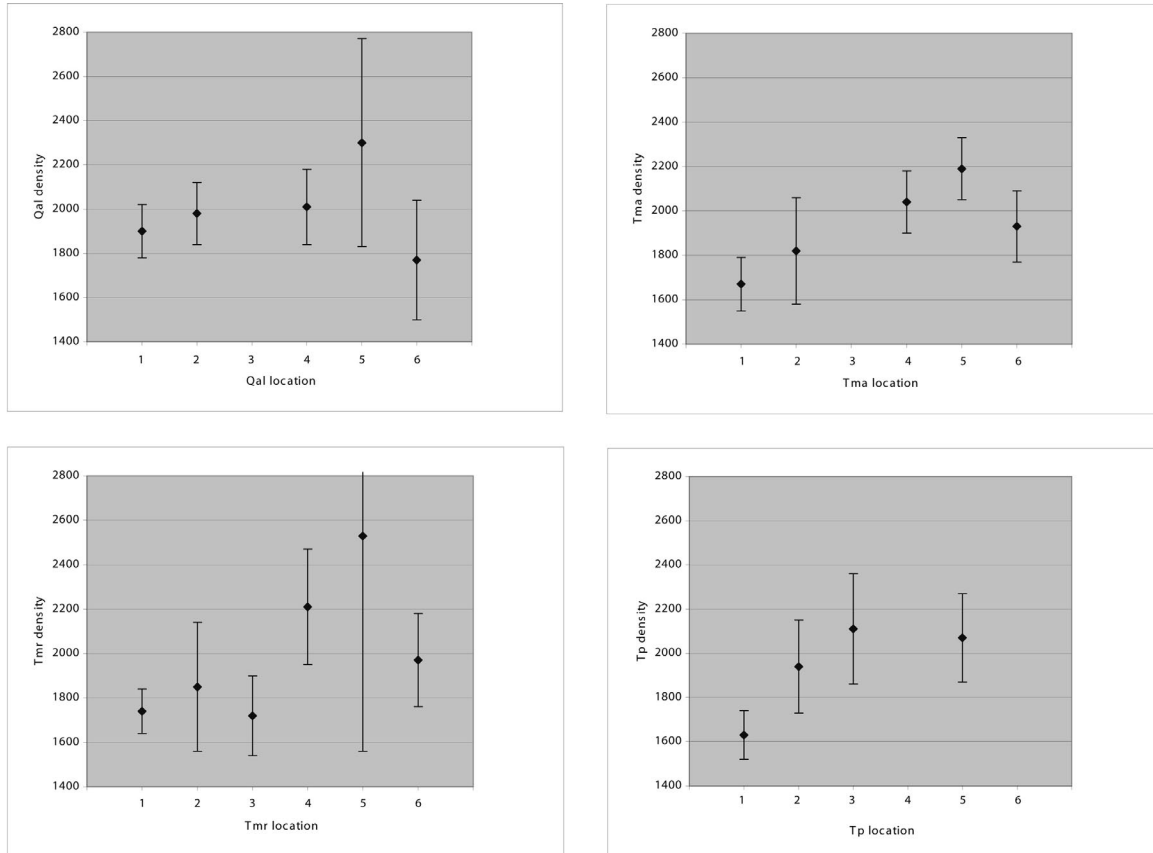 2800
2600
2400
2200
2000
1800
1600
1400
Qal density
1 2 3 4 5 6
Qal location
2800
2600
2400
2200
2000
1800
1600
1400
Tma density
1 2 3 4 5 6
Tma location
2800
2600
2400
2200
2000
1800
1600
1400
Tmr density
1 2 3 4 5 6
Tmr location
2800
2600
2400
2200
2000
1800
1600
1400
Tp density
1 2 3 4 5 6
Tp location